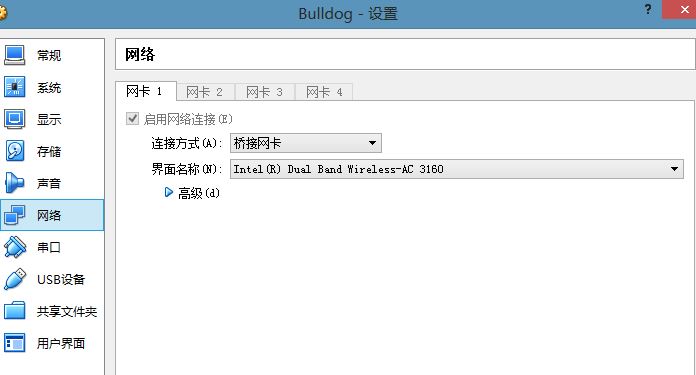 Bulldog - 设置
?
常规
系统
显示
存储
声音
网络
串口
USB设备
共享文件夹
用户界面
网络
网卡 1 网卡 2 网卡 3 网卡 4
启用网络连接(E)
连接方式(A): 桥接网卡
界面名称(N): Intel(R) Dual Band Wireless-AC 3160
高级(d)